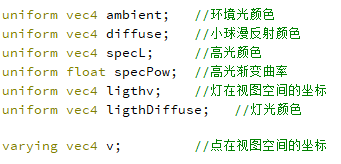 uniform vec4 ambient;   //环境光颜色
uniform vec4 diffuse;   //小球漫反射颜色
uniform vec4 specL;   //高光颜色
uniform float specPow;   //高光渐变曲率
uniform vec4 ligthv;   //灯在视图空间的坐标
uniform vec4 ligthDiffuse;   //灯光颜色
varying vec4 v;   //点在视图空间的坐标